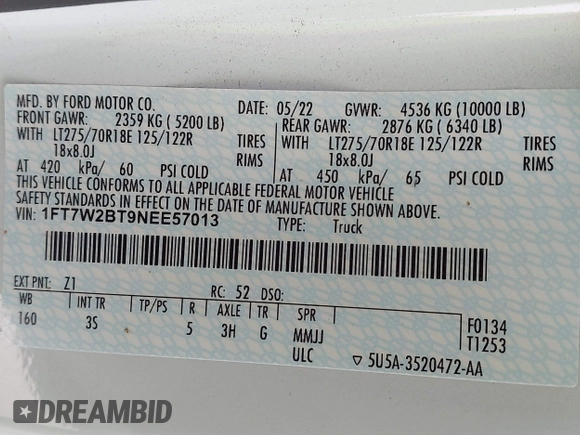 MFD. BY FORD MOTOR CO.
DATE: 05/22 GVWR: 4536 KG (10000 LB)
FRONT GAWR: 2359 KG (5200 LB)
REAR GAWR: 2876 KG (6340 LB)
WITH LT275/70R18E 125/122R TIRES
WITH LT275/70R18E 125/122R TIRES
18x8.0J RIMS
18x8.0J RIMS
AT 420 kPa/ 60 PSI COLD
AT 450 kPa/ 65 PSI COLD
THIS VEHICLE CONFORMS TO ALL APPLICABLE FEDERAL MOTOR VEHICLE
SAFETY STANDARDS IN EFFECT ON THE DATE OF MANUFACTURE SHOWN ABOVE.
VIN: 1FT7W2BT9NEE57013
TYPE: Truck
EXT PNT: Z1 RC: 52 DSO:
WB INT TR TP/PS R AXLE TR SPR
160 3S 5 3H G MMJJ
ULC
F0134
T1253
▽ 5U5A-3520472-AA
DREAMBID